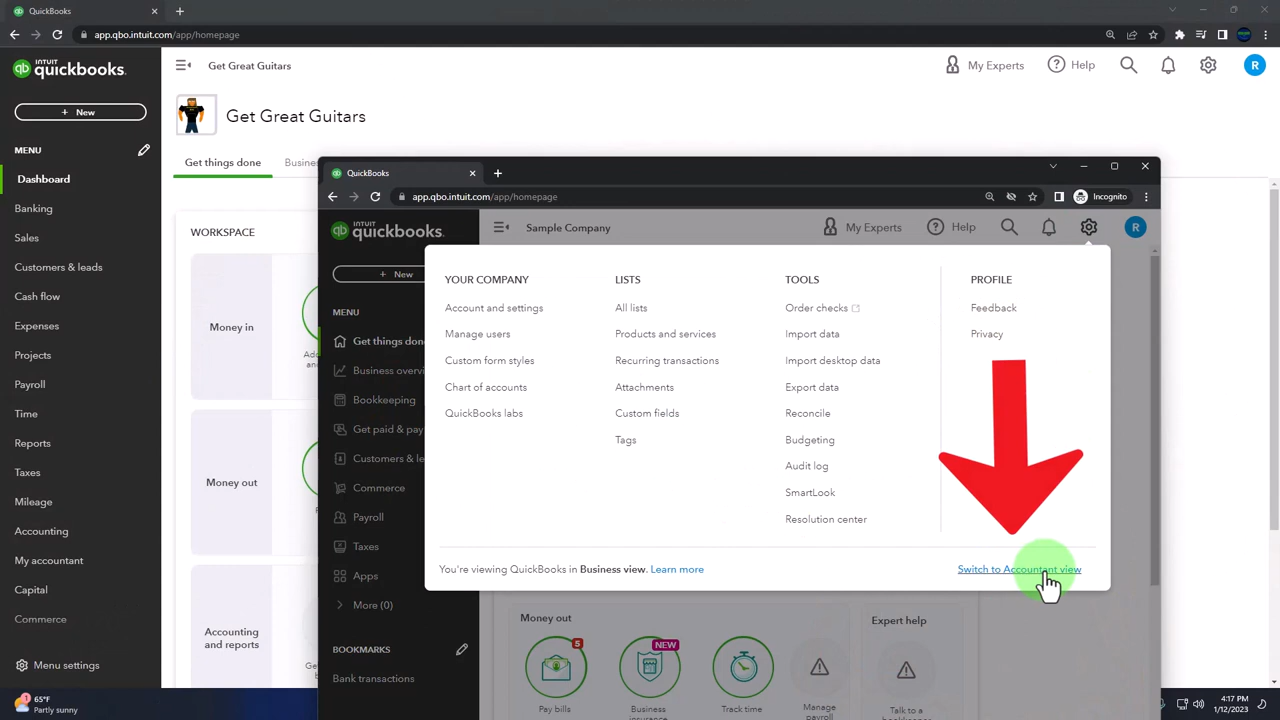 QuickBooks
app.qbo.intuit.com/app/homepage
INTUIT
quickbooks.
Get Great Guitars
My Experts
Help
R
+ New
Get Great Guitars
MENU
Dashboard
Banking
Sales
Customers & leads
Cash flow
Expenses
Projects
Payroll
Time
Reports
Taxes
Mileage
Accounting
My accountant
Capital
Commerce
Menu settings
Get things done
Busine
WORKSPACE
Money in
Money out
Accounting
and reports
QuickBooks
app.qbo.intuit.com/app/homepage
Incognito
INTUIT
quickbooks.
Sample Company
My Experts
Help
R
+ New
MENU
Get things done
Business overvi
Bookkeeping
Get paid & pay
Customers & le
Commerce
Payroll
Taxes
Apps
More (0)
BOOKMARKS
Bank transactions
YOUR COMPANY
Account and settings
Manage users
Custom form styles
Chart of accounts
QuickBooks labs
LISTS
All lists
Products and services
Recurring transactions
Attachments
Custom fields
Tags
TOOLS
Order checks
Import data
Import desktop data
Export data
Reconcile
Budgeting
Audit log
SmartLook
Resolution center
PROFILE
Feedback
Privacy
You're viewing QuickBooks in Business view. Learn more
Switch to Accountant view
Money out
5
Pay bills
NEW
Business
insurance
Track time
Manage
payroll
Expert help
Talk to a
1
65°F
Partly sunny
4:17 PM
1/12/2023